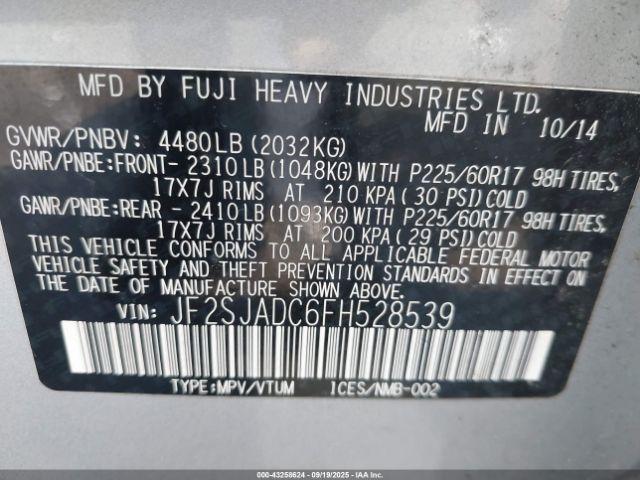 MFD BY FUJI HEAVY INDUSTRIES LTD.
MFD IN 10/14
GVWR/PNBV: 4480LB(2032KG)
GAWR/PNBE:FRONT- 2310LB(1048KG)WITH P225/60R17 98H TIRES,
17X7J RIMS AT 210 KPA(30 PSI)COLD
GAWR/PNBE:REAR - 2410LB(1093KG)WITH P225/60R17 98H TIRES,
17X7J RIMS AT 200 KPA(29 PSI)COLD
THIS VEHICLE CONFORMS TO ALL APPLICABLE FEDERAL MOTOR
VEHICLE SAFETY AND THEFT PREVENTION STANDARDS IN EFFECT ON
THE DATE OF MANUFACTURE SHOWN ABOVE.
VIN: JF2SJADC6FH528539
TYPE:MPV/VTUM ICES/NMB-002
000-43258624 - 09/19/2025 - IAAI.COM